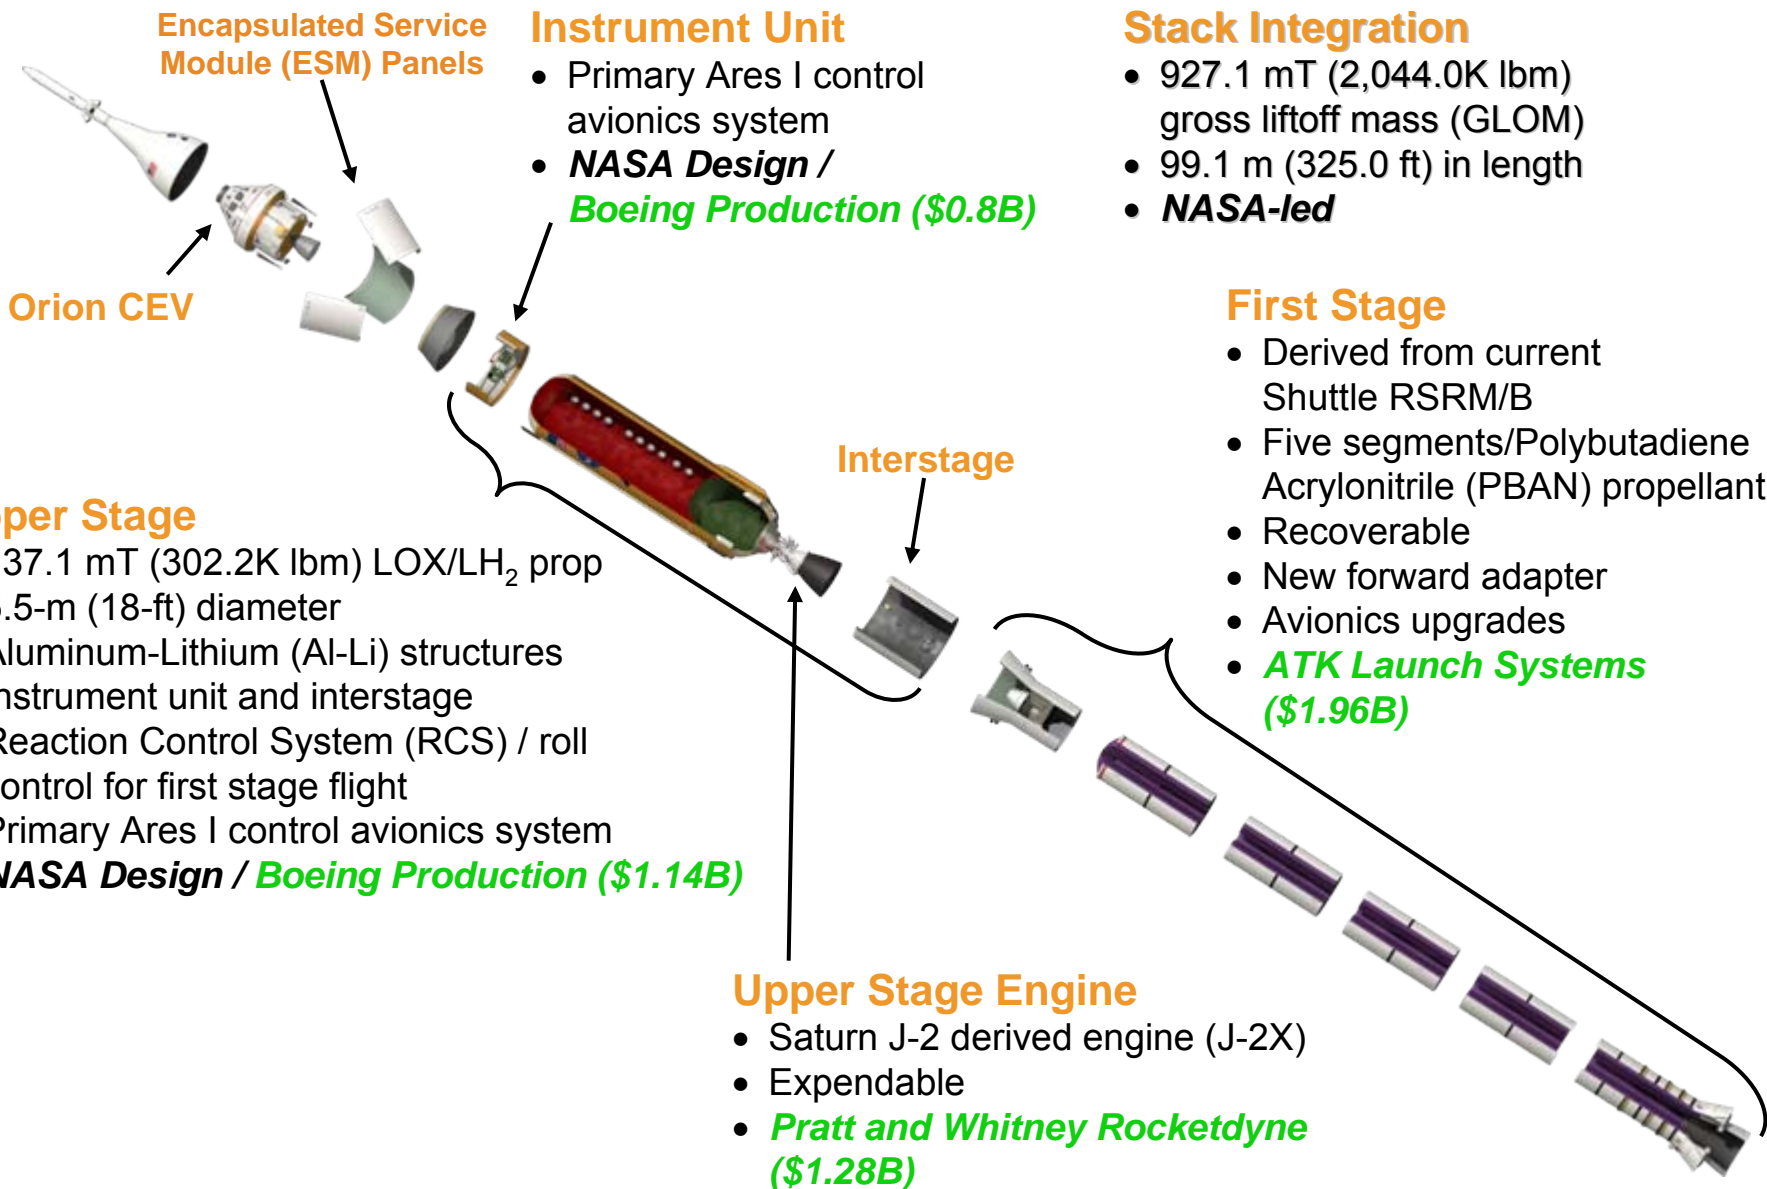 Encapsulated Service
Module (ESM) Panels
Instrument Unit
• Primary Ares I control
avionics system
• NASA Design /
Boeing Production ($0.8B)
Stack Integration
• 927.1 mT (2,044.0K lbm)
gross liftoff mass (GLOM)
• 99.1 m (325.0 ft) in length
• NASA-led
Orion CEV
First Stage
• Derived from current
Shuttle RSRM/B
• Five segments/Polybutadiene
Acrylonitrile (PBAN) propellant
• Recoverable
• New forward adapter
• Avionics upgrades
• ATK Launch Systems
($1.96B)
Interstage
per Stage
37.1 mT (302.2K lbm) LOX/LH₂ prop
.5-m (18-ft) diameter
Aluminum-Lithium (Al-Li) structures
nstrument unit and interstage
Reaction Control System (RCS) / roll
ontrol for first stage flight
Primary Ares I control avionics system
NASA Design / Boeing Production ($1.14B)
Upper Stage Engine
• Saturn J-2 derived engine (J-2X)
• Expendable
• Pratt and Whitney Rocketdyne
($1.28B)